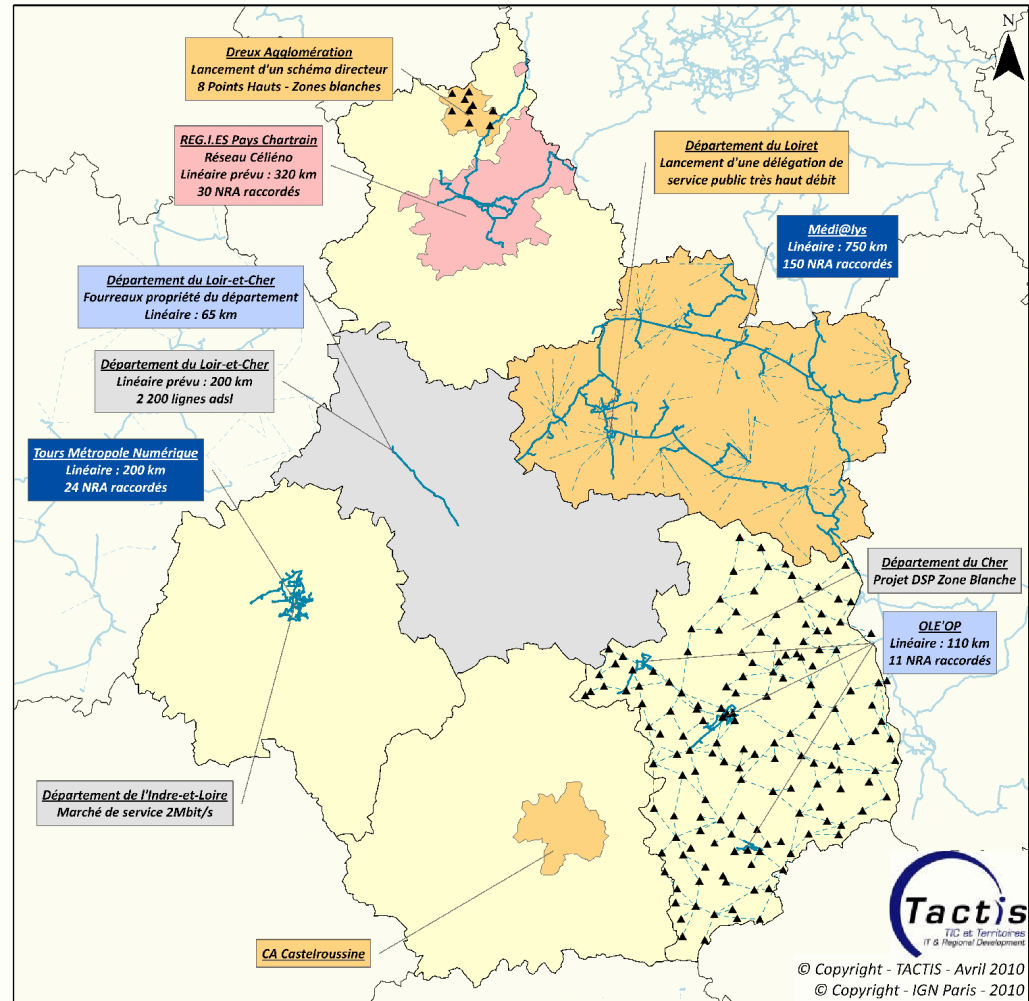 N
Dreux Agglomération
Lancement d'un schéma directeur
8 Points Hauts - Zones blanches
REG.I.ES Pays Chartrain
Réseau Céliéno
Linéaire prévu : 320 km
30 NRA raccordés
Département du Loiret
Lancement d'une délégation de
service public très haut débit
Médi@lys
Linéaire : 750 km
150 NRA raccordés
Département du Loir-et-Cher
Fourreaux propriété du département
Linéaire : 65 km
Département du Loir-et-Cher
Linéaire prévu : 200 km
2 200 lignes adsl
Tours Métropole Numérique
Linéaire : 200 km
24 NRA raccordés
Département du Cher
Projet DSP Zone Blanche
OLE'OP
Linéaire : 110 km
11 NRA raccordés
Département de l'Indre-et-Loire
Marché de service 2Mbit/s
CA Castelroussine
Tactis
TIC et Territoires
IT & Regional Development
© Copyright - TACTIS - Avril 2010
© Copyright - IGN Paris - 2010